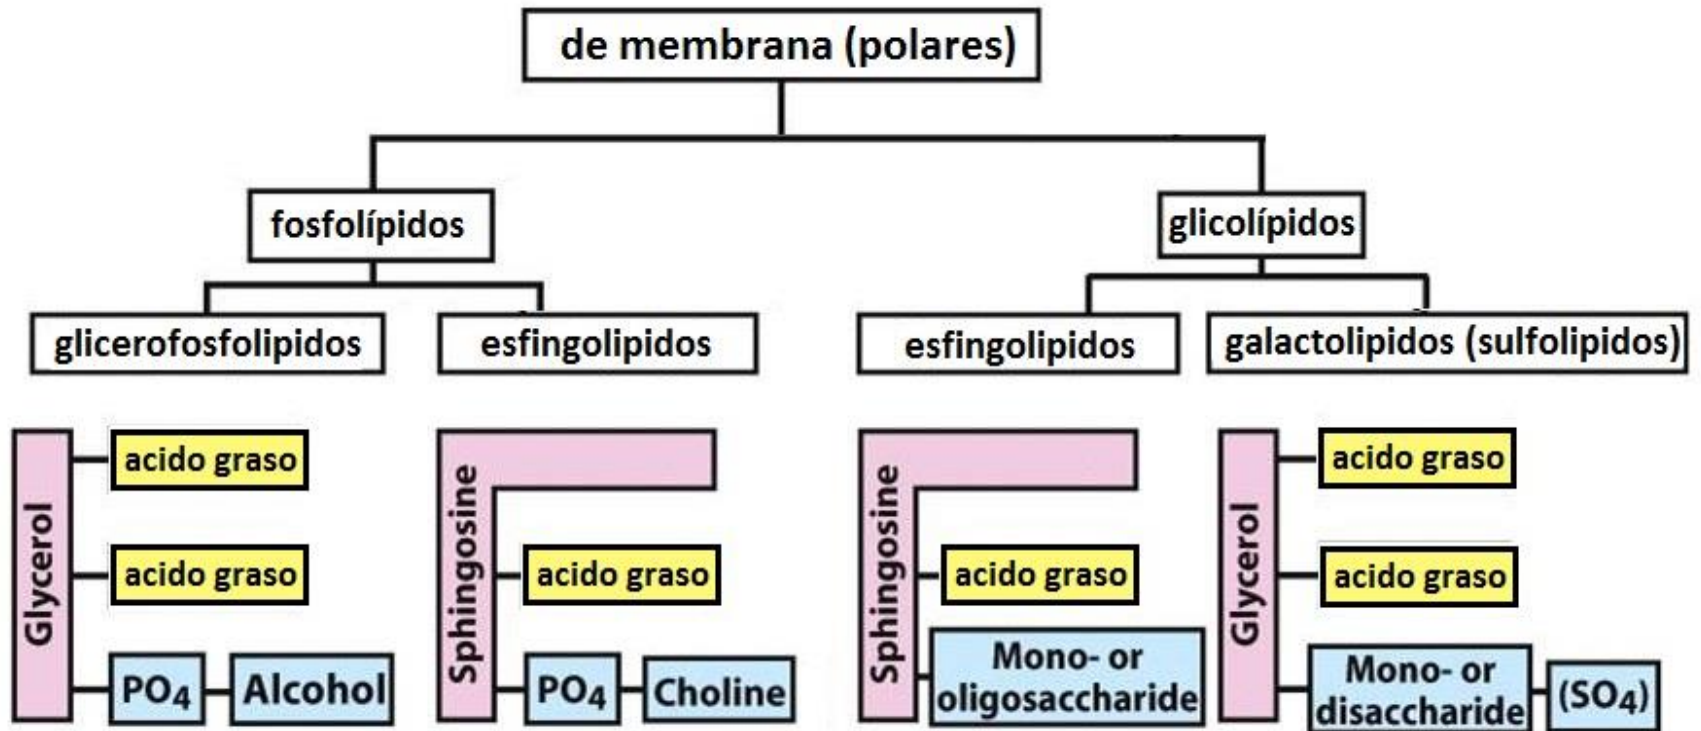 de membrana (polares)
fosfolípidos
glicolípidos
glicerofosfolipidos
esfingolipidos
esfingolipidos
galactolipidos (sulfolipidos)
Glycerol
acido graso
acido graso
PO4
Alcohol
Sphingosine
acido graso
PO4
Choline
Sphingosine
acido graso
Mono- or
oligosaccharide
Glycerol
acido graso
acido graso
Mono- or
disaccharide
(SO4)